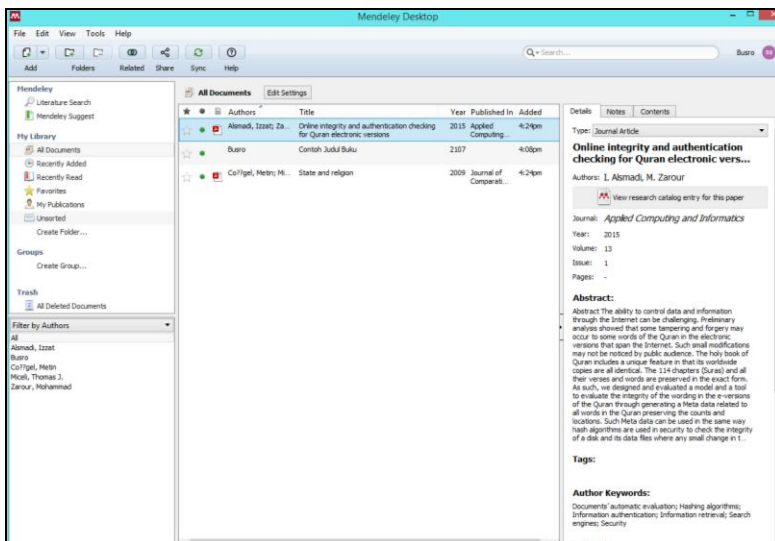 Mendeley Desktop
File Edit View Tools Help
Search...
Busro
Add Folders Related Share Sync Help
Mendeley
Literature Search
Mendeley Suggest
My Library
All Documents
Recently Added
Recently Read
Favorites
My Publications
Unsorted
Create Folder...
Groups
Create Group...
Trash
All Deleted Documents
Filter by Authors
All
Alsmadi, Izzat
Busro
Co??gel, Metin
Miceli, Thomas J.
Zarour, Mohammad
All Documents Edit Settings
Authors Title Year Published In Added
Alsmadi, Izzat; Za... Online integrity and authentication checking 2015 Applied 4:24pm
for Quran electronic versions Computing...
Busro Contoh Judul Buku 2107 4:08pm
Co??gel, Metin; Mi... State and religion 2009 Journal of 4:24pm
Comparati...
Details Notes Contents
Type: Journal Article
Online integrity and authentication
checking for Quran electronic vers...
Authors: I. Alsmadi, M. Zarour
View research catalog entry for this paper
Journal: Applied Computing and Informatics
Year: 2015
Volume: 13
Issue: 1
Pages: -
Abstract:
Abstract The ability to control data and information
through the Internet can be challenging. Preliminary
analysis showed that some tampering and forgery may
occur to some words of the Quran in the electronic
versions that span the Internet. Such small modifications
may not be noticed by public audience. The holy book of
Quran includes a unique feature in that its worldwide
copies are all identical. The 114 chapters (Suras) and all
their verses and words are preserved in the exact form.
As such, we designed and evaluated a model and a tool
to evaluate the integrity of the wording in the e-versions
of the Quran through generating a Meta data related to
all words in the Quran preserving the counts and
locations. Such Meta data can be used in the same way
hash algorithms are used in security to check the integrity
of a disk and its data files where any small change in t...
Tags:
Author Keywords:
Documents' automatic evaluation; Hashing algorithms;
Information authentication; Information retrieval; Search
engines; Security